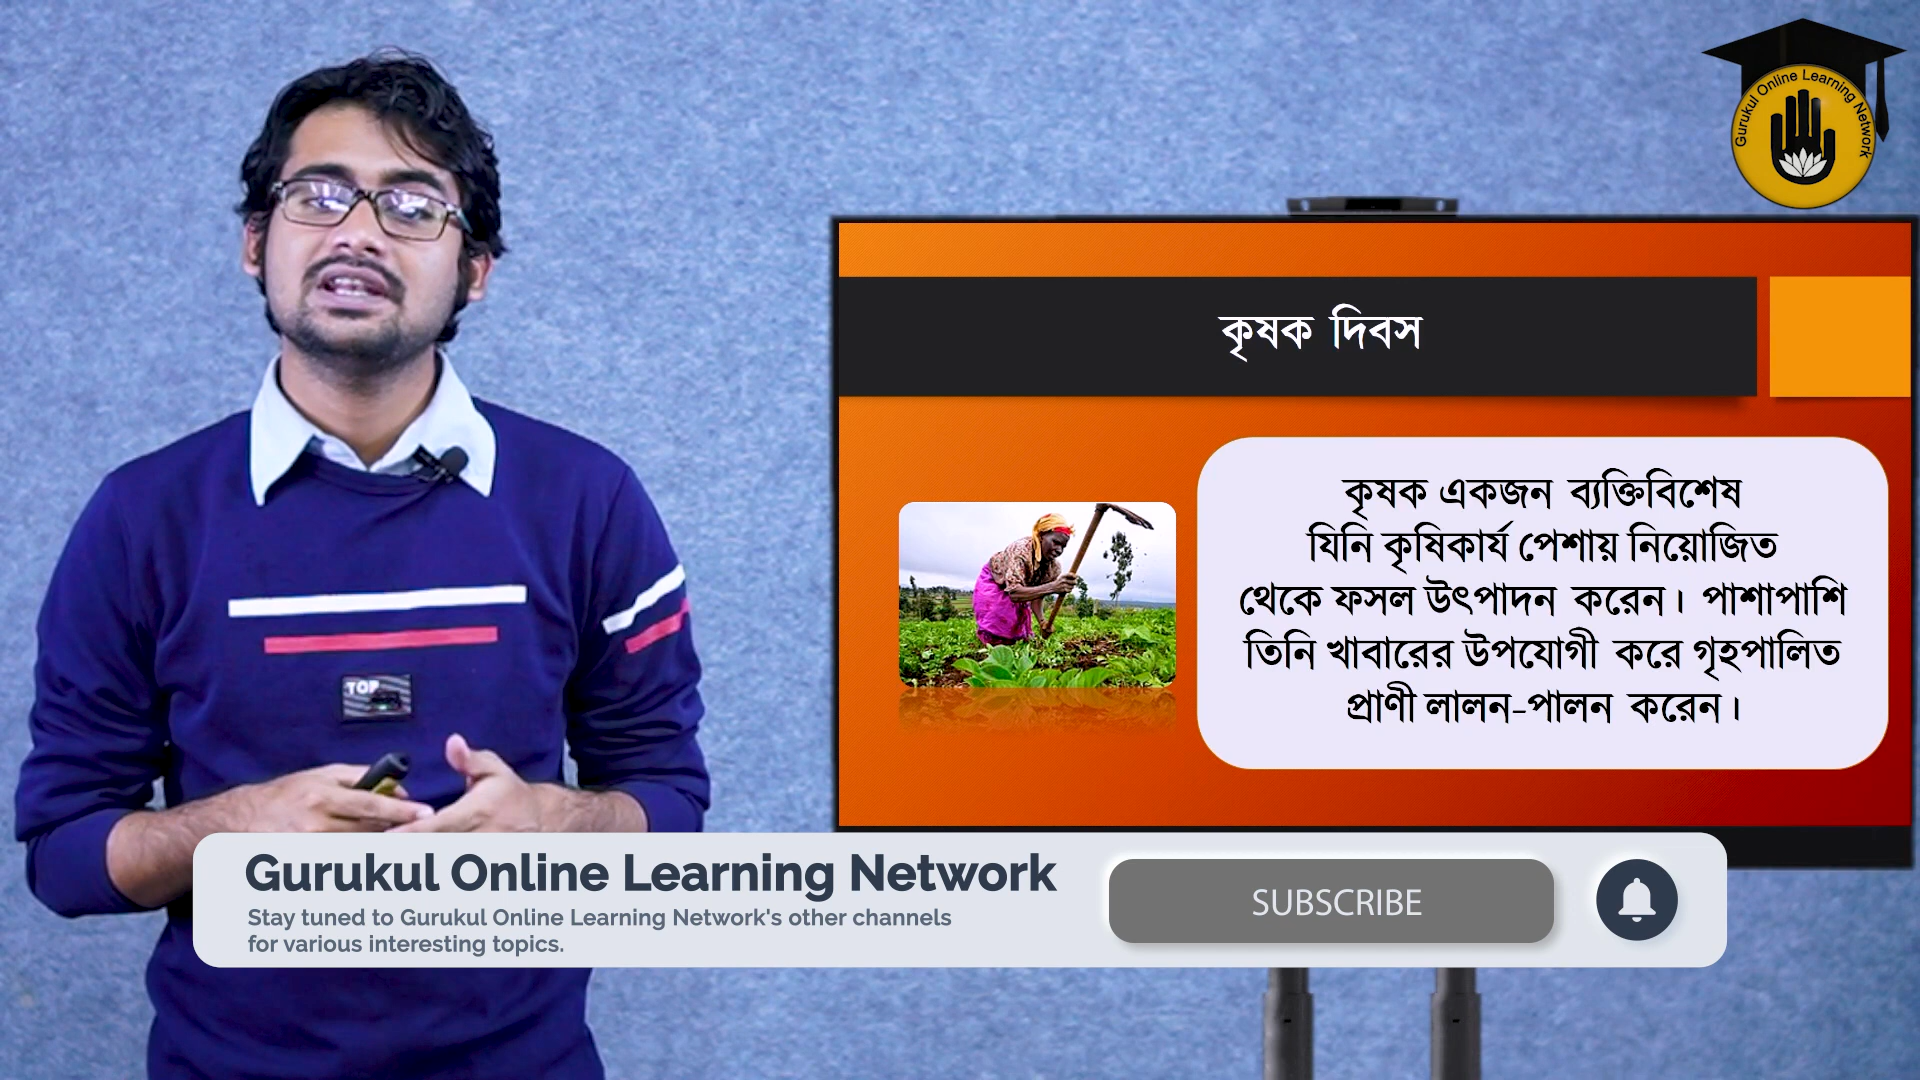 Gurukul Online Learning Network
কৃষক দিবস
কৃষক একজন ব্যক্তিবিশেষ
যিনি কৃষিকার্য পেশায় নিয়োজিত
থেকে ফসল উৎপাদন করেন। পাশাপাশি
তিনি খাবারের উপযোগী করে গৃহপালিত
প্রাণী লালন-পালন করেন।
TOP
Gurukul Online Learning Network
Stay tuned to Gurukul Online Learning Network's other channels
for various interesting topics.
SUBSCRIBE